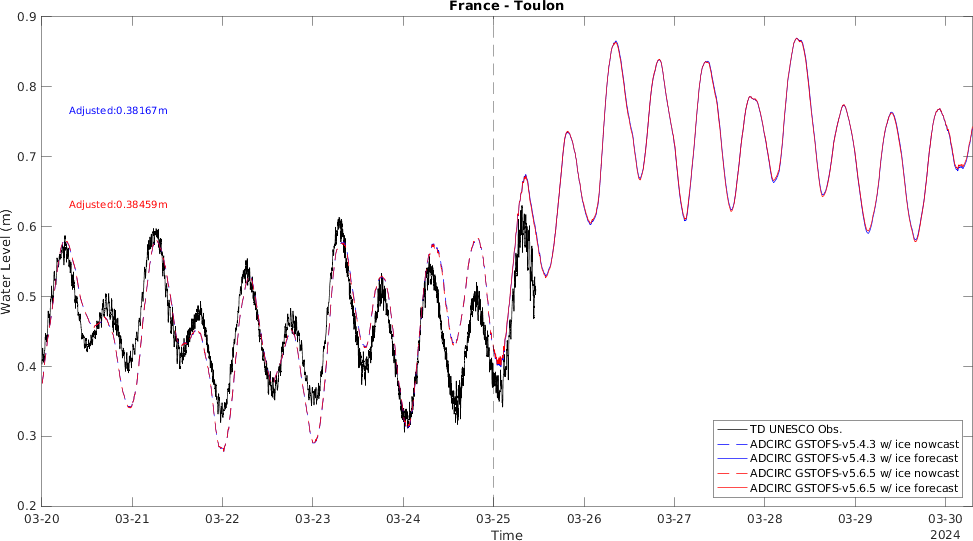 France - Toulon
0.9
0.8
0.7
0.6
0.5
0.4
0.3
0.2
Water Level (m)
Adjusted:0.38167m
Adjusted:0.38459m
TD UNESCO Obs.
ADCIRC GSTOFS-v5.4.3 w/ ice nowcast
ADCIRC GSTOFS-v5.4.3 w/ ice forecast
ADCIRC GSTOFS-v5.6.5 w/ ice nowcast
ADCIRC GSTOFS-v5.6.5 w/ ice forecast
03-20 03-21 03-22 03-23 03-24 03-25 03-26 03-27 03-28 03-29 03-30
2024
Time